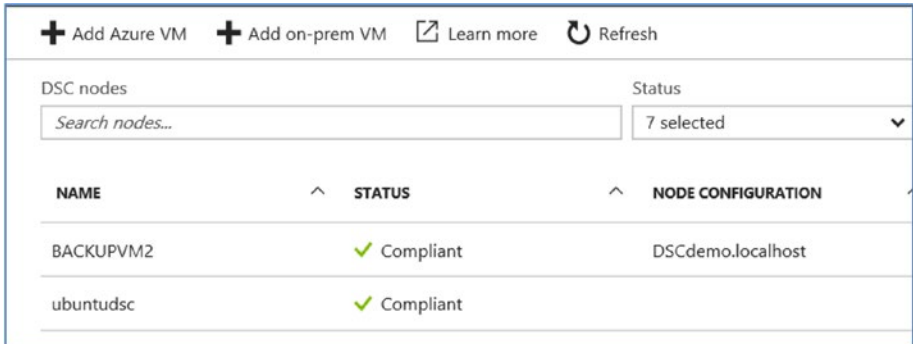 Add Azure VM Add on-prem VM Learn more Refresh
DSC nodes Status
Search nodes... 7 selected
NAME STATUS NODE CONFIGURATION
BACKUPVM2 Compliant DSCdemo.localhost
ubuntudsc Compliant